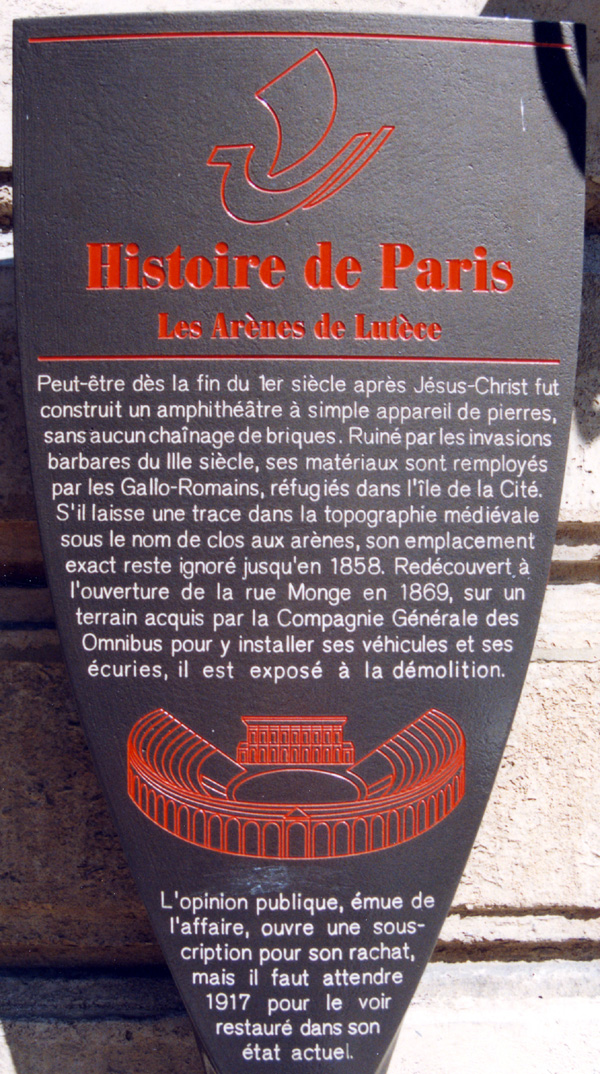 Histoire de Paris
Les Arènes de Lutèce
Peut-être dès la fin du 1er siècle après Jésus-Christ fut
construit un amphithéâtre à simple appareil de pierres,
sans aucun chaînage de briques. Ruiné par les invasions
barbares du IIIe siècle, ses matériaux sont remployés
par les Gallo-Romains, réfugiés dans l'île de la Cité.
S'il laisse une trace dans la topographie médiévale
sous le nom de clos aux arènes, son emplacement
exact reste ignoré jusqu'en 1858. Redécouvert à
l'ouverture de la rue Monge en 1869, sur un
terrain acquis par la Compagnie Générale des
Omnibus pour y installer ses véhicules et ses
écuries, il est exposé à la démolition.
L'opinion publique, émue de
l'affaire, ouvre une sous-
cription pour son rachat,
mais il faut attendre
1917 pour le voir
restauré dans son
état actuel.